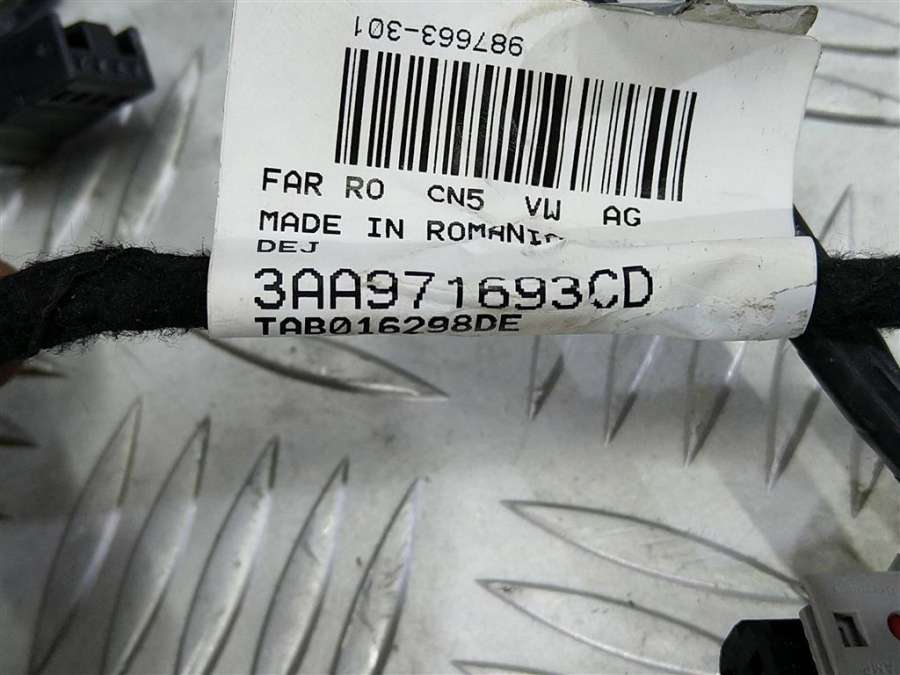 987663-301
FAR RO CN5 VW AG
MADE IN ROMANIA
DEJ
3AA971693CD
TAB016298DE